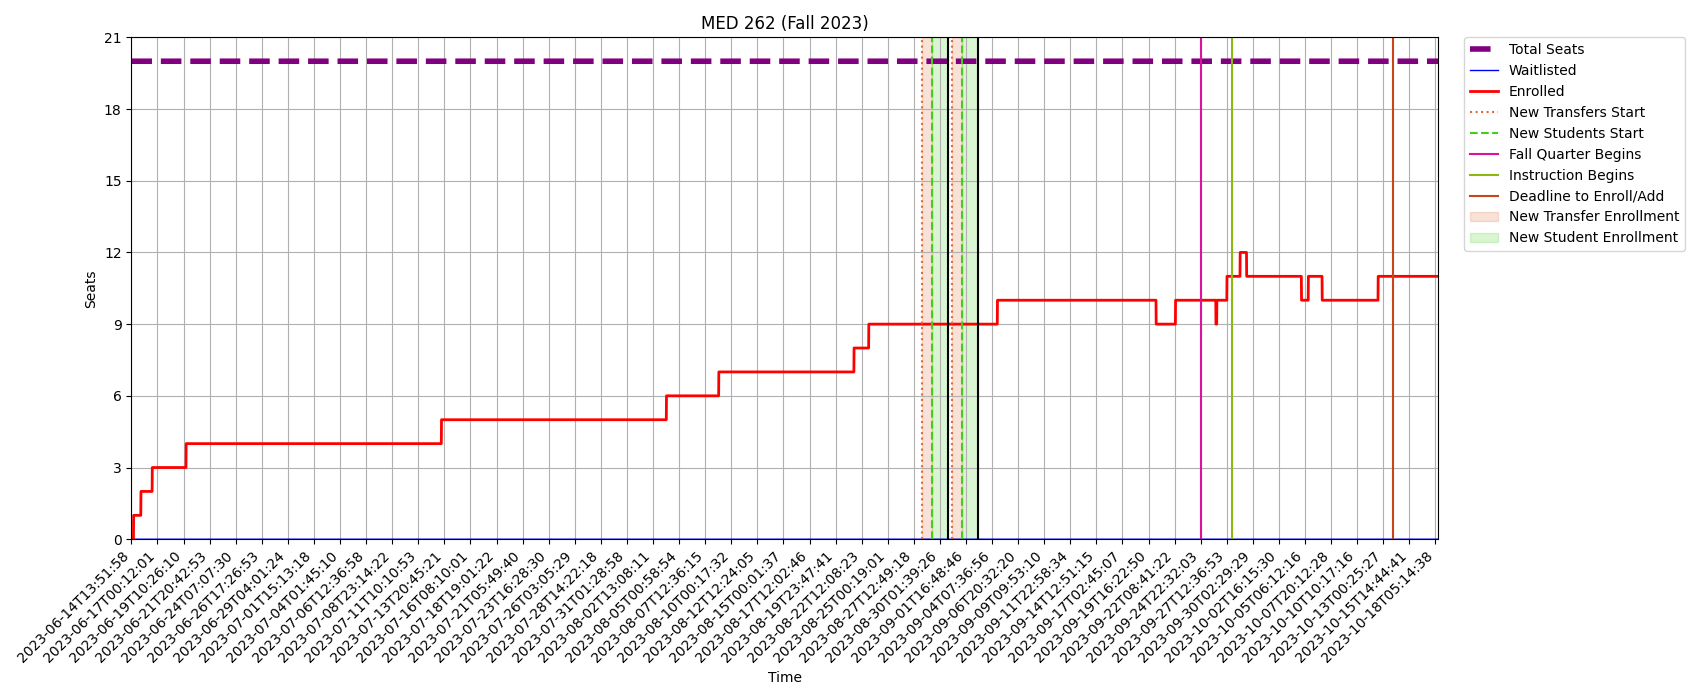 MED 262 (Fall 2023)
21
18
15
12
9
6
3
0
Seats
2023-06-14T13:51:58
2023-06-17T00:12:01
2023-06-19T10:26:10
2023-06-21T20:42:53
2023-06-24T07:07:30
2023-06-26T17:26:53
2023-06-29T04:01:24
2023-07-01T15:13:18
2023-07-04T01:45:10
2023-07-06T12:36:58
2023-07-08T23:14:22
2023-07-11T10:10:53
2023-07-13T20:45:21
2023-07-16T08:10:01
2023-07-18T19:01:22
2023-07-21T05:49:40
2023-07-23T16:28:30
2023-07-26T03:05:29
2023-07-28T14:22:18
2023-07-31T01:28:58
2023-08-02T13:08:11
2023-08-05T00:58:54
2023-08-07T12:36:15
2023-08-10T00:17:32
2023-08-12T12:24:05
2023-08-15T00:01:37
2023-08-17T12:02:46
2023-08-19T23:47:41
2023-08-22T12:08:23
2023-08-25T00:19:01
2023-08-27T12:49:18
2023-08-30T01:39:26
2023-09-01T16:48:46
2023-09-04T07:36:56
2023-09-06T20:32:20
2023-09-09T09:53:10
2023-09-11T22:58:34
2023-09-14T12:51:15
2023-09-17T02:45:07
2023-09-19T16:22:50
2023-09-22T08:41:22
2023-09-24T22:32:03
2023-09-27T12:36:53
2023-09-30T02:29:29
2023-10-02T16:15:30
2023-10-05T06:12:16
2023-10-07T20:12:28
2023-10-10T10:17:16
2023-10-13T00:25:27
2023-10-15T14:44:41
2023-10-18T05:14:38
Time
Total Seats
Waitlisted
Enrolled
New Transfers Start
New Students Start
Fall Quarter Begins
Instruction Begins
Deadline to Enroll/Add
New Transfer Enrollment
New Student Enrollment